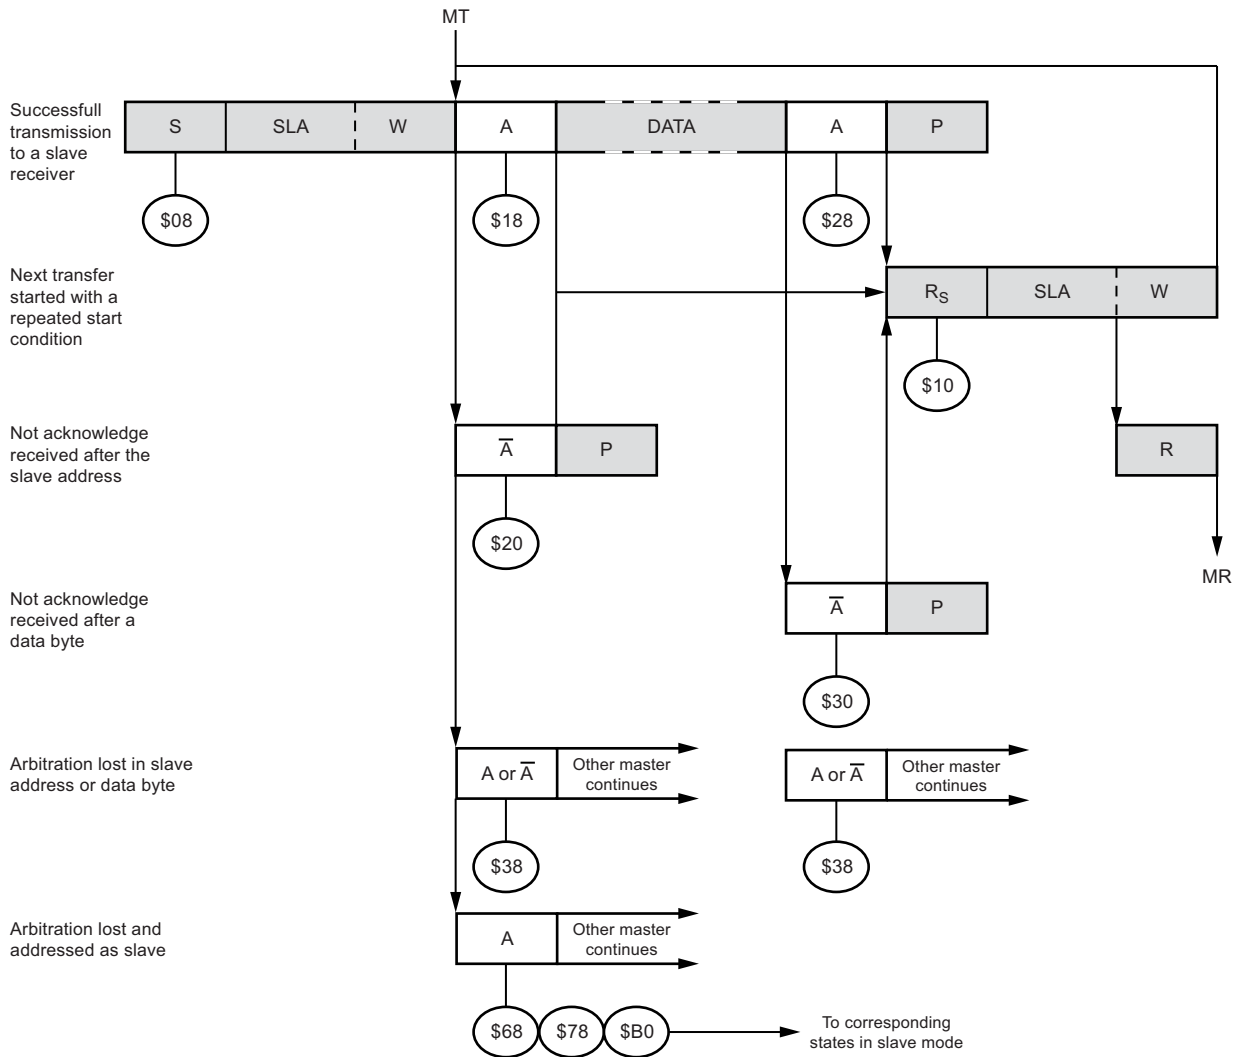 MT
Successfull
transmission
to a slave
receiver
S SLA W A DATA A P
$08 $18 $28
Next transfer
started with a
repeated start
condition
RS SLA W
$10
Not acknowledge
received after the
slave address
A̅ P R
$20
MR
Not acknowledge
received after a
data byte
A̅ P
$30
Arbitration lost in slave
address or data byte
A or A̅ Other master
continues
A or A̅ Other master
continues
$38 $38
Arbitration lost and
addressed as slave
A Other master
continues
$68 $78 $B0
To corresponding
states in slave mode